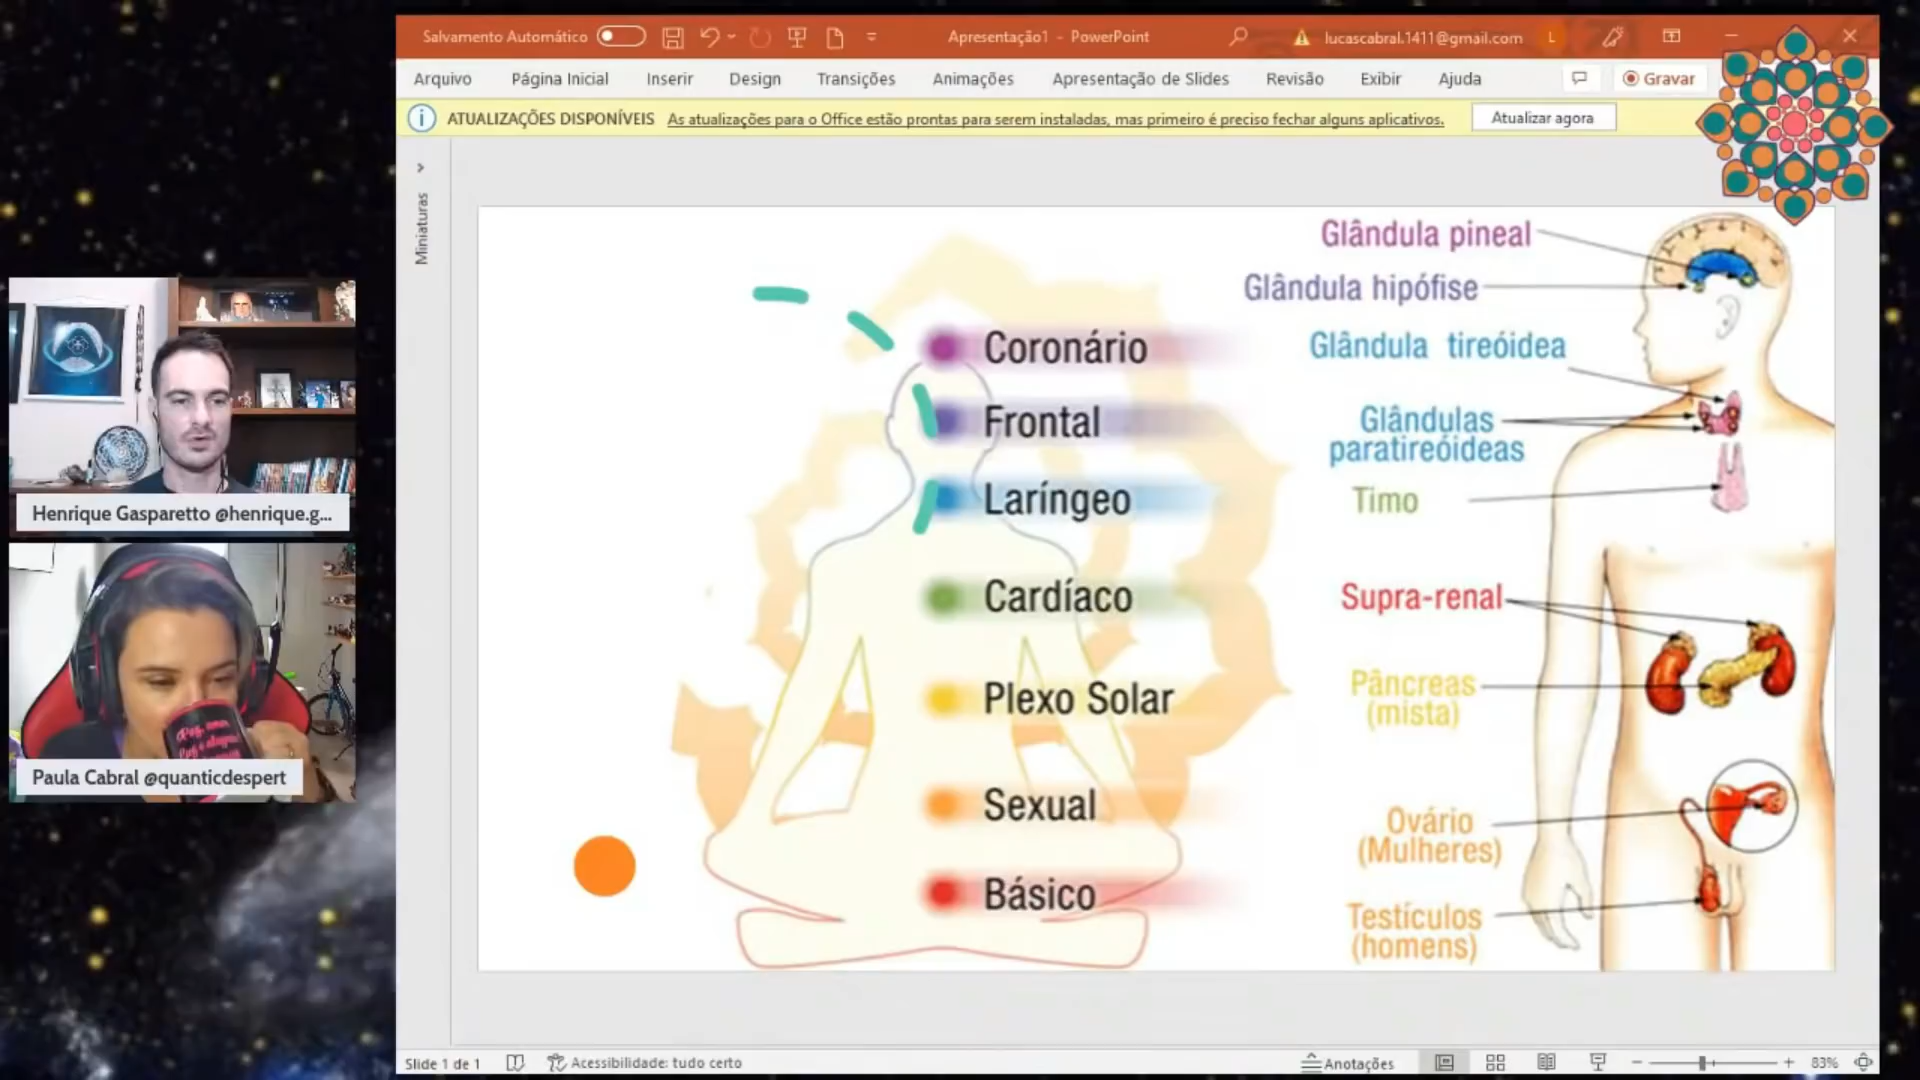 Salvamento Automático
Apresentação1 - PowerPoint
lucascabral.1411@gmail.com
L
Arquivo
Página Inicial
Inserir
Design
Transições
Animações
Apresentação de Slides
Revisão
Exibir
Ajuda
Gravar
ATUALIZAÇÕES DISPONÍVEIS As atualizações para o Office estão prontas para serem instaladas, mas primeiro é preciso fechar alguns aplicativos.
Atualizar agora
Miniaturas
Coronário
Frontal
Laríngeo
Cardíaco
Plexo Solar
Sexual
Básico
Glândula pineal
Glândula hipófise
Glândula tireóidea
Glândulas
paratireóideas
Timo
Supra-renal
Pâncreas
(mista)
Ovário
(Mulheres)
Testículos
(homens)
Henrique Gasparetto @henrique.g...
Paula Cabral @quanticdespert
Slide 1 de 1
Acessibilidade: tudo certo
Anotações
83%